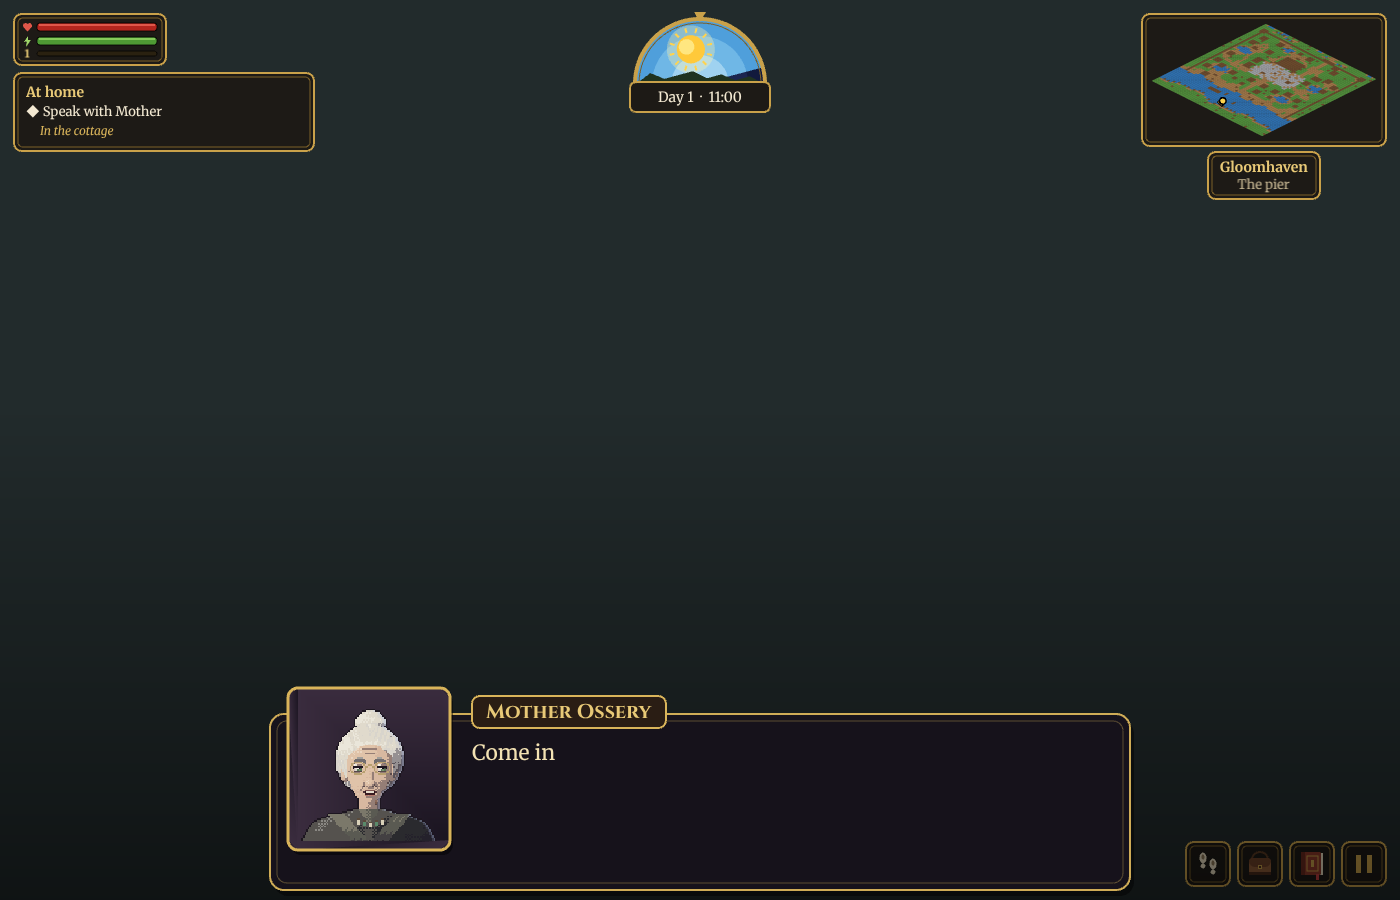 1
At home
Speak with Mother
In the cottage
Day 1 · 11:00
Gloomhaven
The pier
Mother Ossery
Come in